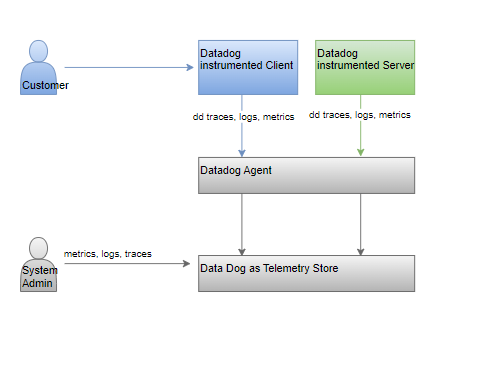 Datadog
instrumented Client
Datadog
instrumented Server
Customer
dd traces, logs, metrics
dd traces, logs, metrics
Datadog Agent
metrics, logs, traces
System
Admin
Data Dog as Telemetry Store